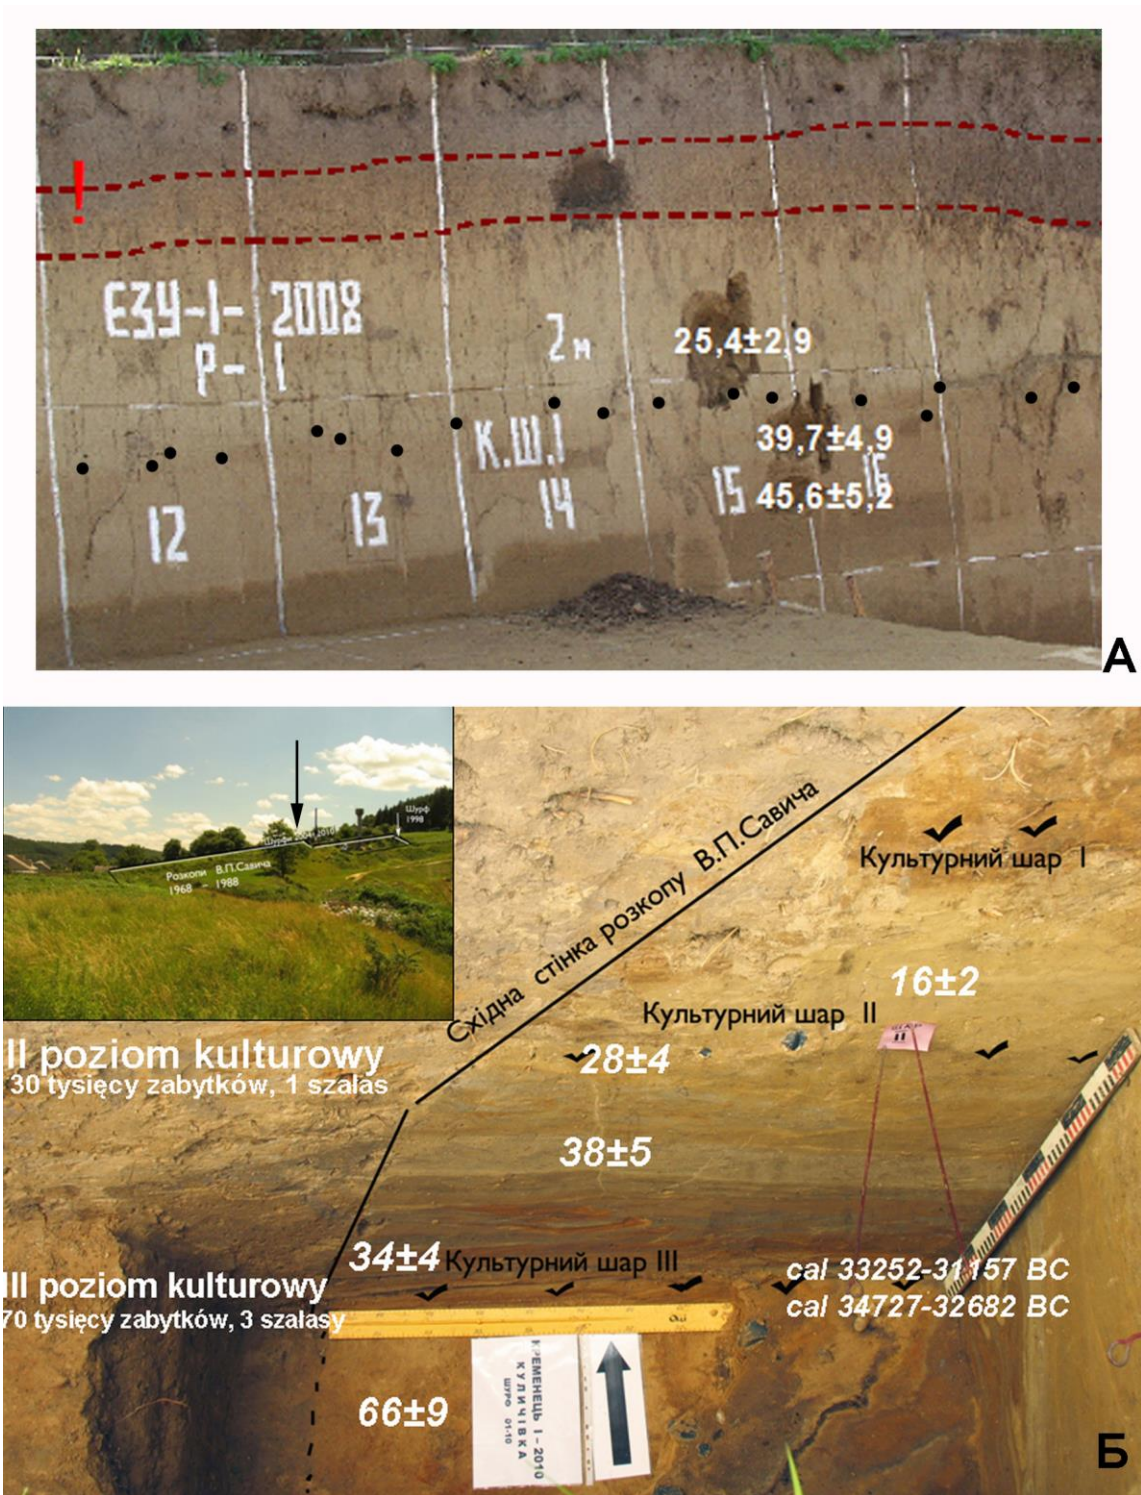 !
ЕЗУ-1- 2008
Р- 1
2м
25,4±2,9
К.Ш.1
39,7±4,9
45,6±5,2
12
13
14
15
16
А
Шурф
1998
Розкопи В.П.Савича
1968 - 1988
Східна стінка розкопу В.П.Савича
Культурний шар I
16±2
Культурний шар II
II
II poziom kulturowy
30 tysięcy zabytków, 1 szałas
28±4
38±5
34±4
Культурний шар III
III poziom kulturowy
70 tysięcy zabytków, 3 szałasy
cal 33252-31157 BC
cal 34727-32682 BC
66±9
КРЕМЕНЕЦЬ I - 2010
КУЛИЧІВКА
ШУРФ 01-10
Б